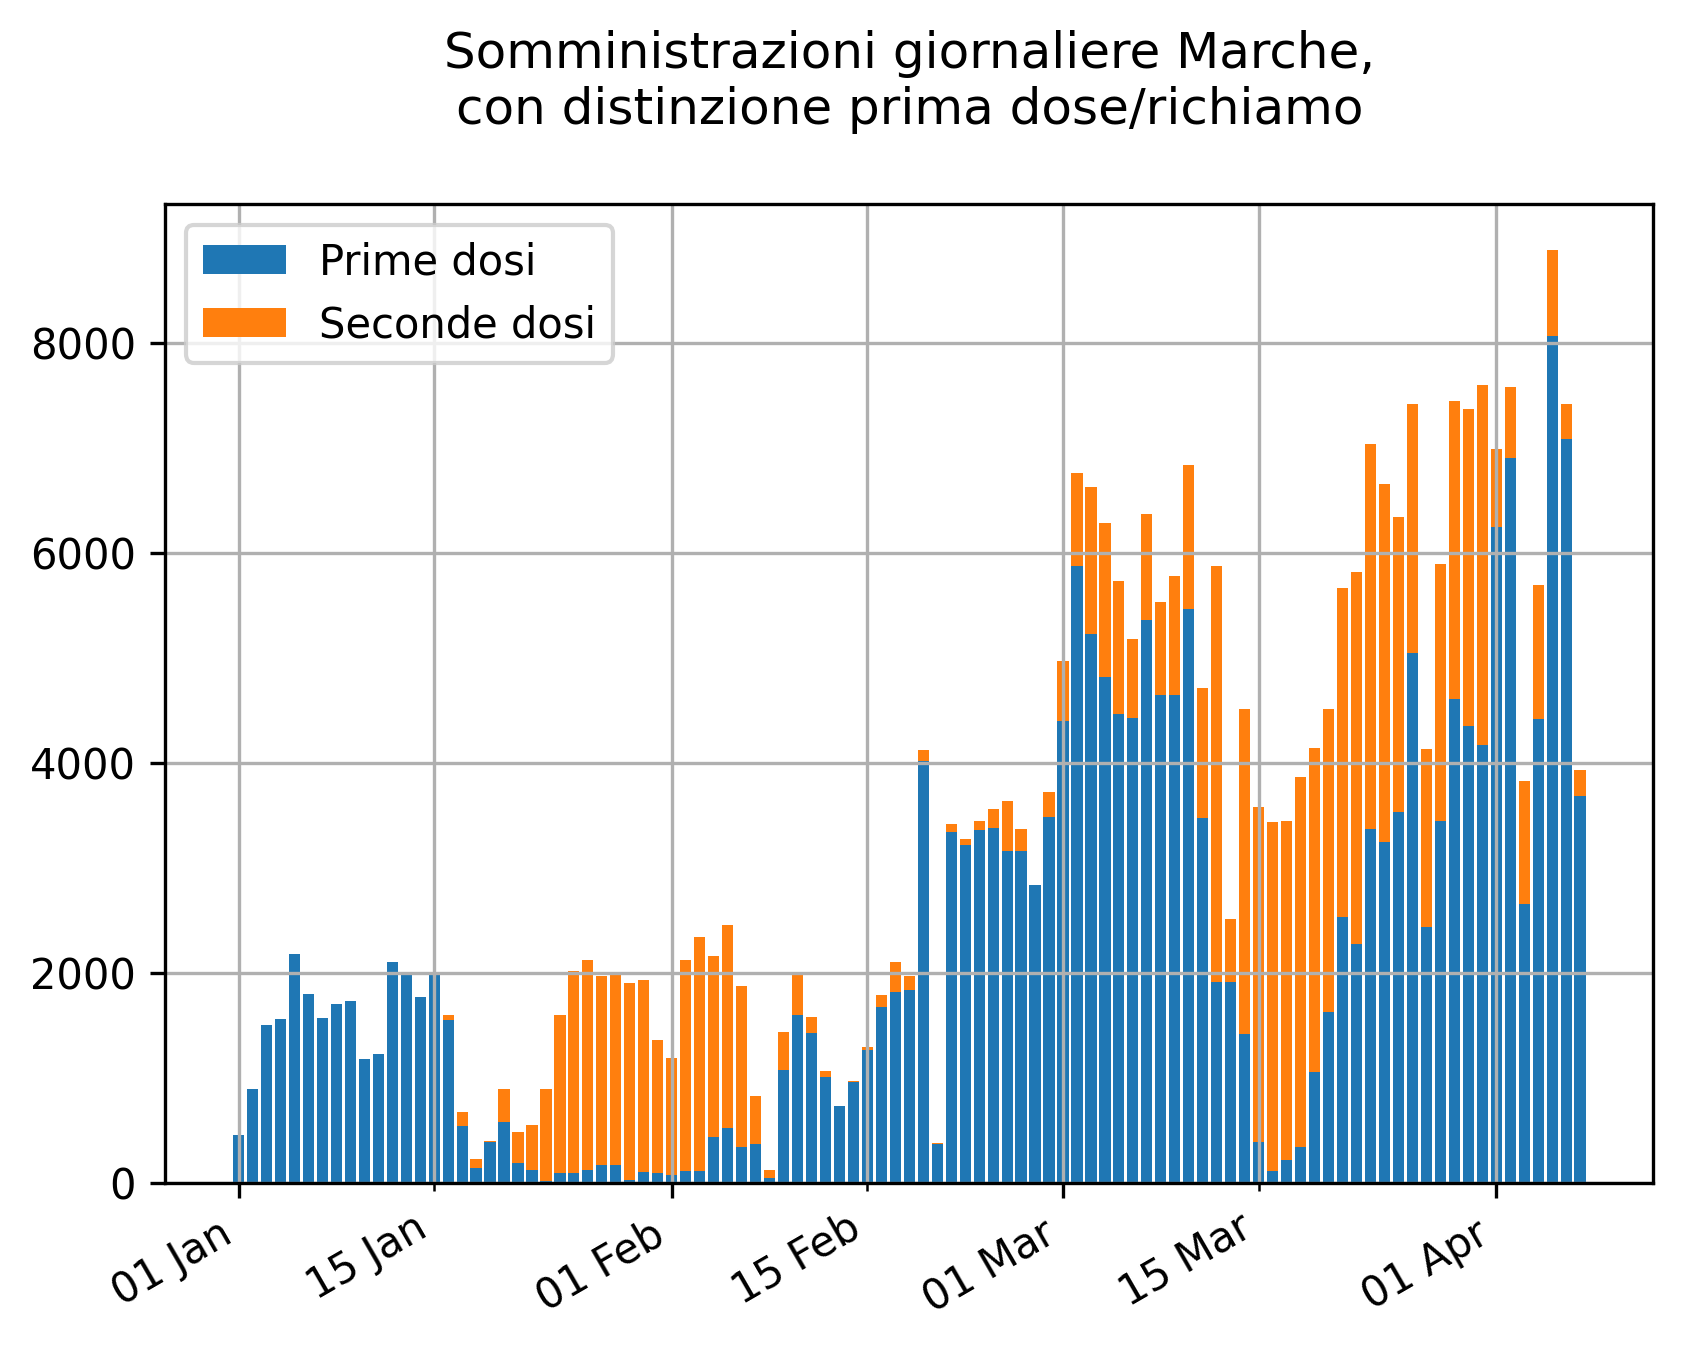 Somministrazioni giornaliere Marche,
con distinzione prima dose/richiamo
Prime dosi
Seconde dosi
8000
6000
4000
2000
0
01 Jan
15 Jan
01 Feb
15 Feb
01 Mar
15 Mar
01 Apr